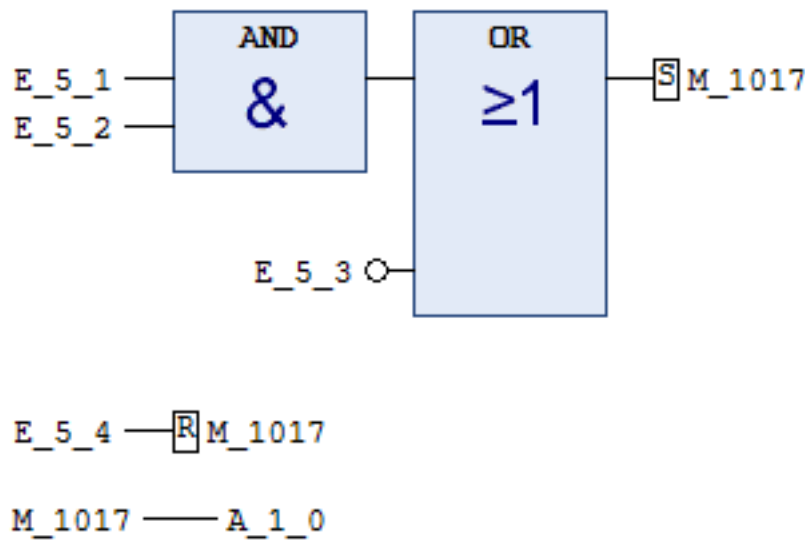 AND OR
E_5_1 & ≥1 S M_1017
E_5_2
E_5_3
E_5_4 R M_1017
M_1017 A_1_0